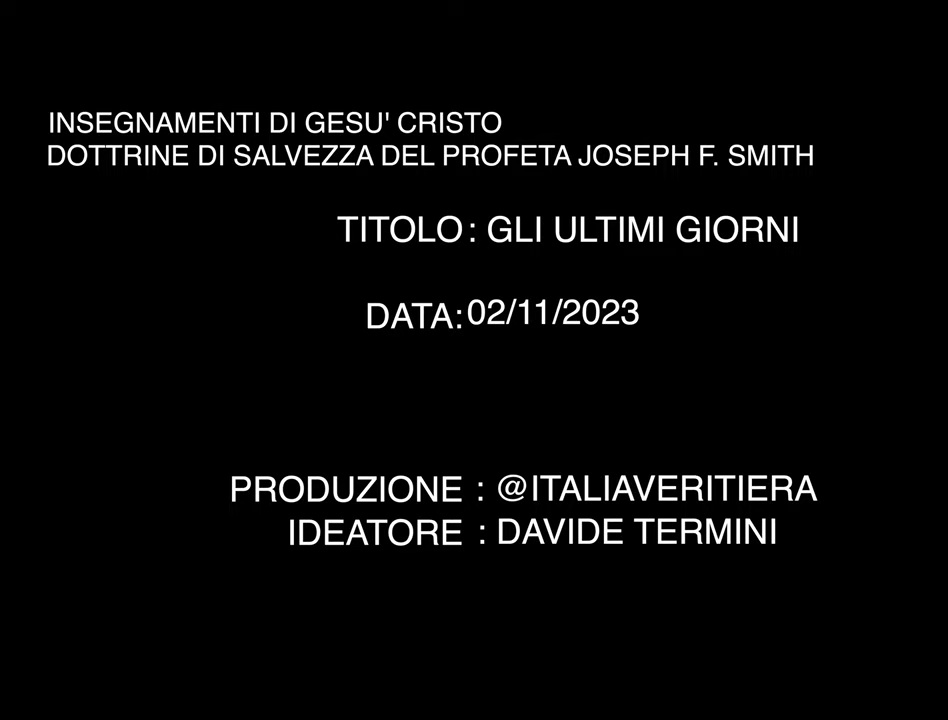 INSEGNAMENTI DI GESU' CRISTO
DOTTRINE DI SALVEZZA DEL PROFETA JOSEPH F. SMITH
TITOLO: GLI ULTIMI GIORNI
DATA: 02/11/2023
PRODUZIONE : @ITALIAVERITIERA
IDEATORE : DAVIDE TERMINI